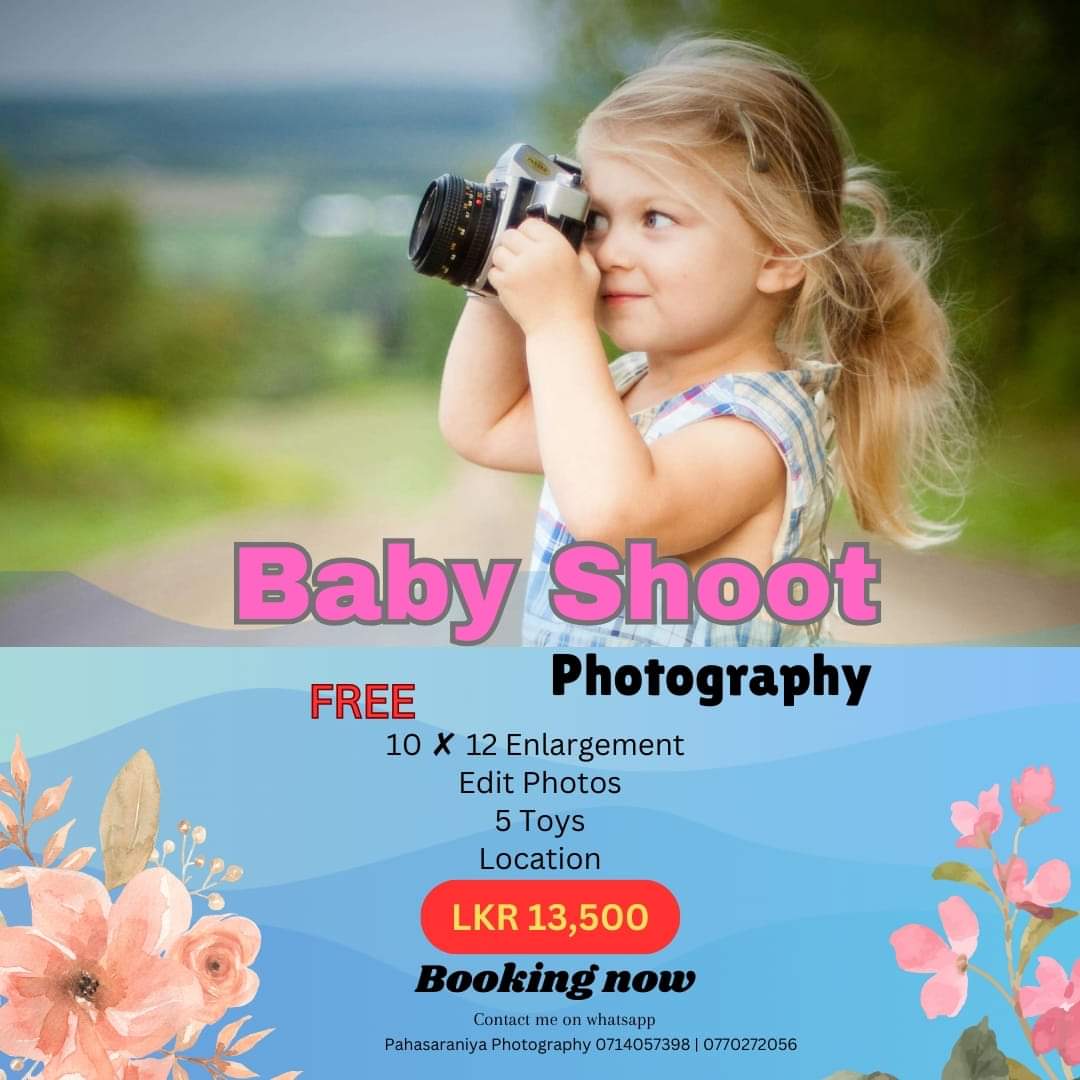 Baby Shoot
Photography
FREE
10 ✘ 12 Enlargement
Edit Photos
5 Toys
Location
LKR 13,500
Booking now
Contact me on whatsapp
Pahasaraniya Photography 0714057398 | 0770272056